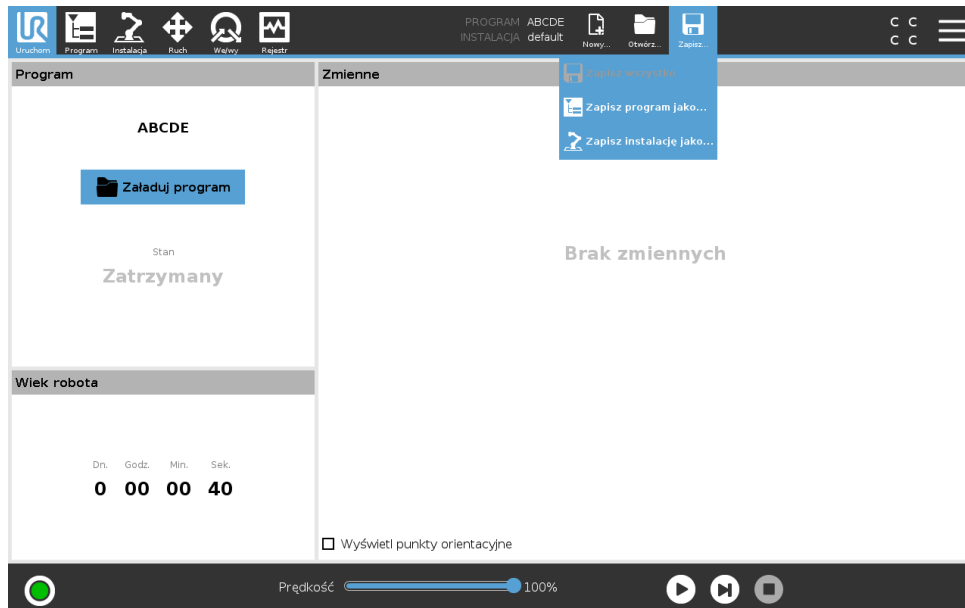 PROGRAM ABCDE
INSTALACJA default
C C
C C
Uruchom Program Instalacja Ruch We/wy Rejestr Nowy... Otwórz... Zapisz...
Program
Zmienne
Zapisz wszystko
Zapisz program jako...
Zapisz instalację jako...
ABCDE
Załaduj program
Stan
Zatrzymany
Brak zmiennych
Wiek robota
Dn. Godz. Min. Sek.
0 00 00 40
Wyświetl punkty orientacyjne
Prędkość 100%